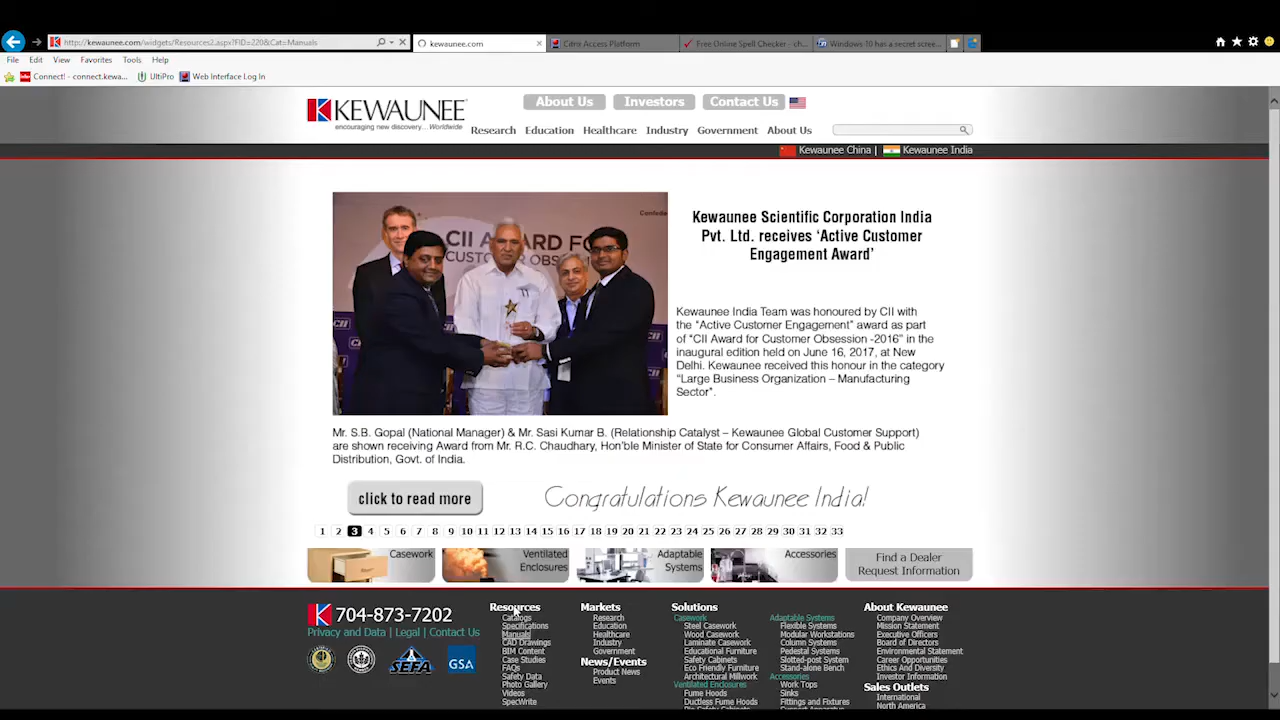 http://kewaunee.com/widgets/Resources2.aspx?FID=220&Cat=Manuals
kewaunee.com
Citrix Access Platform
Free Online Spell Checker - ch...
Windows 10 has a secret scree...
File Edit View Favorites Tools Help
Connect! - connect.kewa...
UltiPro
Web Interface Log In
KEWAUNEE
encouraging new discovery... Worldwide
About Us
Investors
Contact Us
Research Education Healthcare Industry Government About Us
Kewaunee China | Kewaunee India
CII AWARD FO
CUSTOMER OBS
Confede
CII
Kewaunee Scientific Corporation India
Pvt. Ltd. receives ‘Active Customer
Engagement Award’
Kewaunee India Team was honoured by CII with
the “Active Customer Engagement” award as part
of “CII Award for Customer Obsession -2016” in the
inaugural edition held on June 16, 2017, at New
Delhi. Kewaunee received this honour in the category
“Large Business Organization – Manufacturing
Sector”.
Mr. S.B. Gopal (National Manager) & Mr. Sasi Kumar B. (Relationship Catalyst – Kewaunee Global Customer Support)
are shown receiving Award from Mr. R.C. Chaudhary, Hon’ble Minister of State for Consumer Affairs, Food & Public
Distribution, Govt. of India.
click to read more
Congratulations Kewaunee India!
1 2 3 4 5 6 7 8 9 10 11 12 13 14 15 16 17 18 19 20 21 22 23 24 25 26 27 28 29 30 31 32 33
Casework
Ventilated
Enclosures
Adaptable
Systems
Accessories
Find a Dealer
Request Information
704-873-7202
Privacy and Data | Legal | Contact Us
SEFA
GSA
Resources
Catalogs
Specifications
Manuals
CAD Drawings
BIM Content
Case Studies
FAQs
Safety Data
Photo Gallery
Videos
SpecWrite
Markets
Research
Education
Healthcare
Industry
Government
News/Events
Product News
Events
Solutions
Casework
Steel Casework
Wood Casework
Laminate Casework
Educational Furniture
Safety Cabinets
Eco Friendly Furniture
Architectural Millwork
Ventilated Enclosures
Fume Hoods
Ductless Fume Hoods
Adaptable Systems
Flexible Systems
Modular Workstations
Column Systems
Pedestal Systems
Slotted-post System
Stand-alone Bench
Accessories
Work Tops
Sinks
Fittings and Fixtures
About Kewaunee
Company Overview
Mission Statement
Executive Officers
Board of Directors
Environmental Statement
Career Opportunities
Ethics And Diversity
Investor Information
Sales Outlets
International
North America